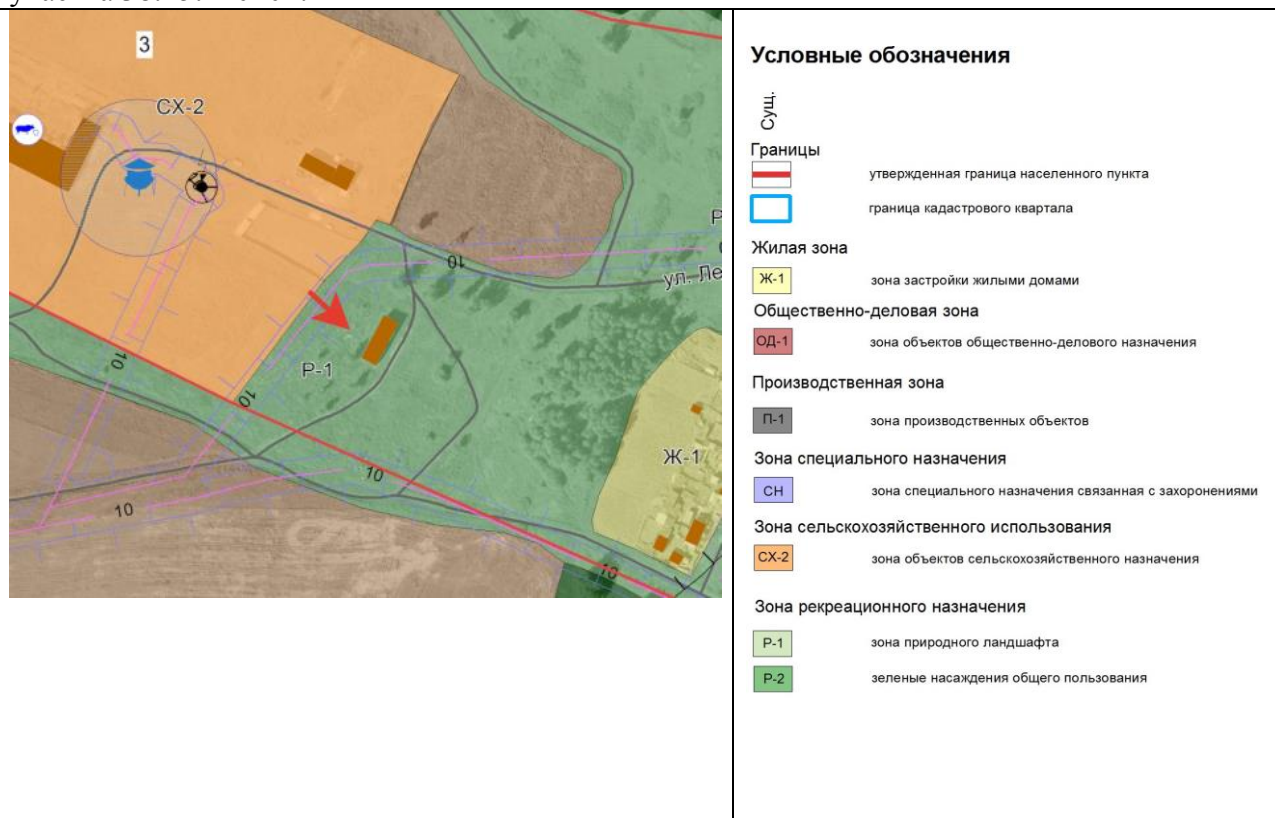 3
СХ-2
Р
10
ул. Ле
Р-1
10
10
10
10
Ж-1
10
Условные обозначения
Сущ.
Границы
утвержденная граница населенного пункта
граница кадастрового квартала
Жилая зона
Ж-1 зона застройки жилыми домами
Общественно-деловая зона
ОД-1 зона объектов общественно-делового назначения
Производственная зона
П-1 зона производственных объектов
Зона специального назначения
СН зона специального назначения связанная с захоронениями
Зона сельскохозяйственного использования
СХ-2 зона объектов сельскохозяйственного назначения
Зона рекреационного назначения
Р-1 зона природного ландшафта
Р-2 зеленые насаждения общего пользования